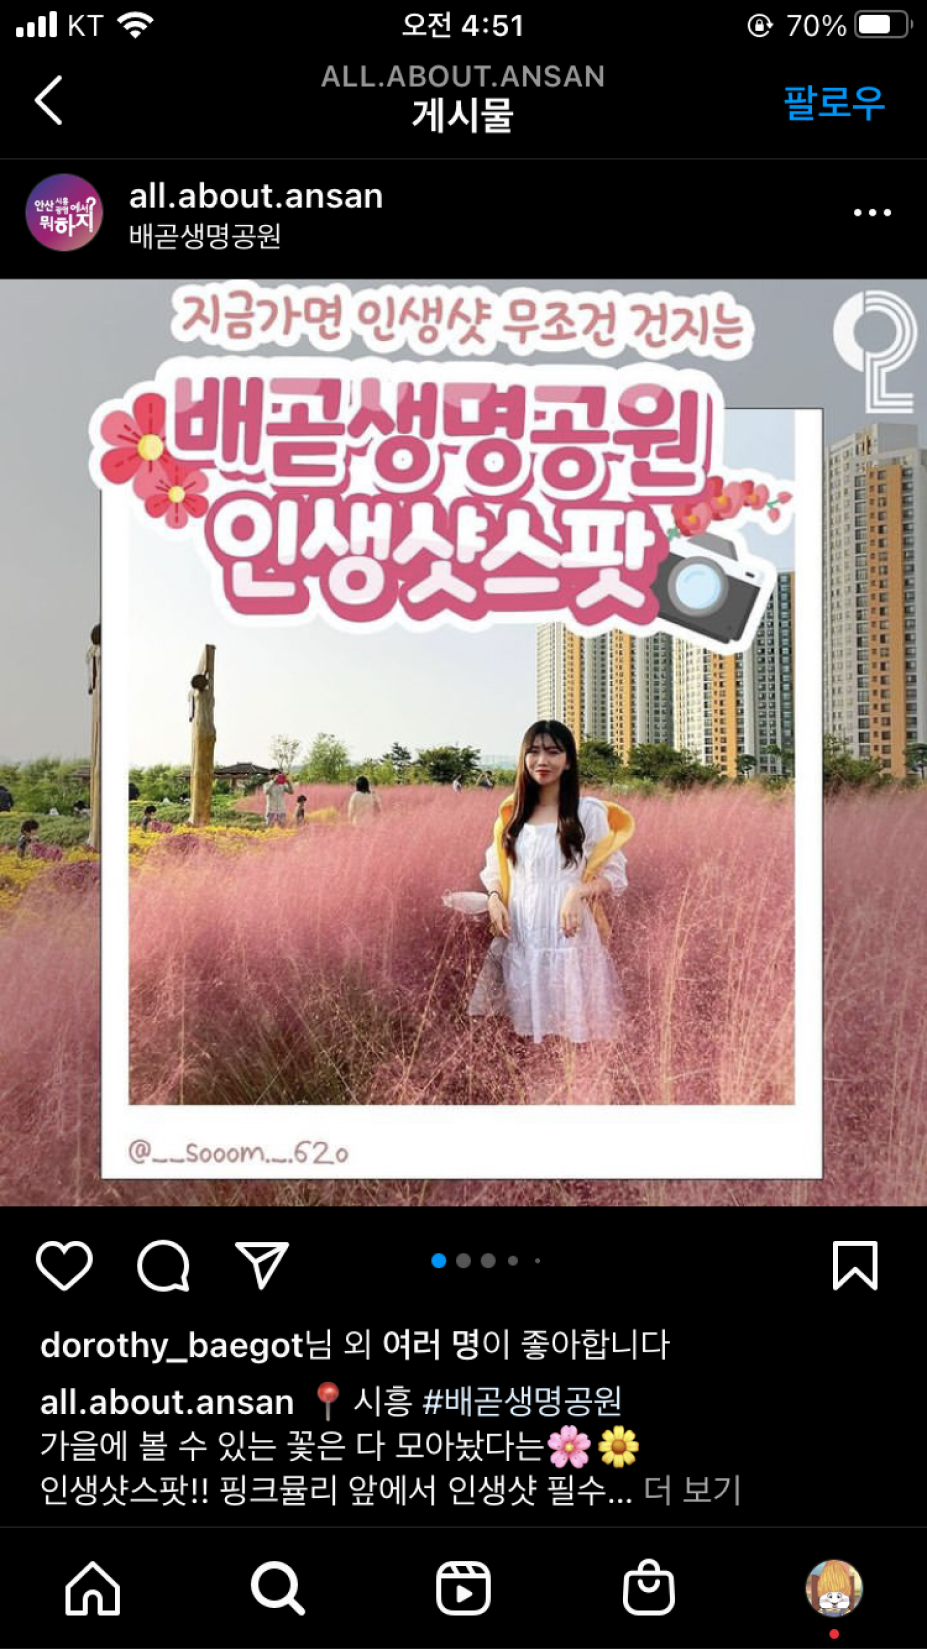 KT 오전 4:51 70%
ALL.ABOUT.ANSAN
게시물
팔로우
안산 시흥 광명 에서?
뭐하지
all.about.ansan
배곧생명공원
지금가면 인생샷 무조건 건지는
배곧생명공원
인생샷스팟
@__sooom._.62o
dorothy_baegot님 외 여러 명이 좋아합니다
all.about.ansan 📍 시흥 #배곧생명공원
가을에 볼 수 있는 꽃은 다 모아놨다는🌸🌼
인생샷스팟!! 핑크뮬리 앞에서 인생샷 필수... 더 보기